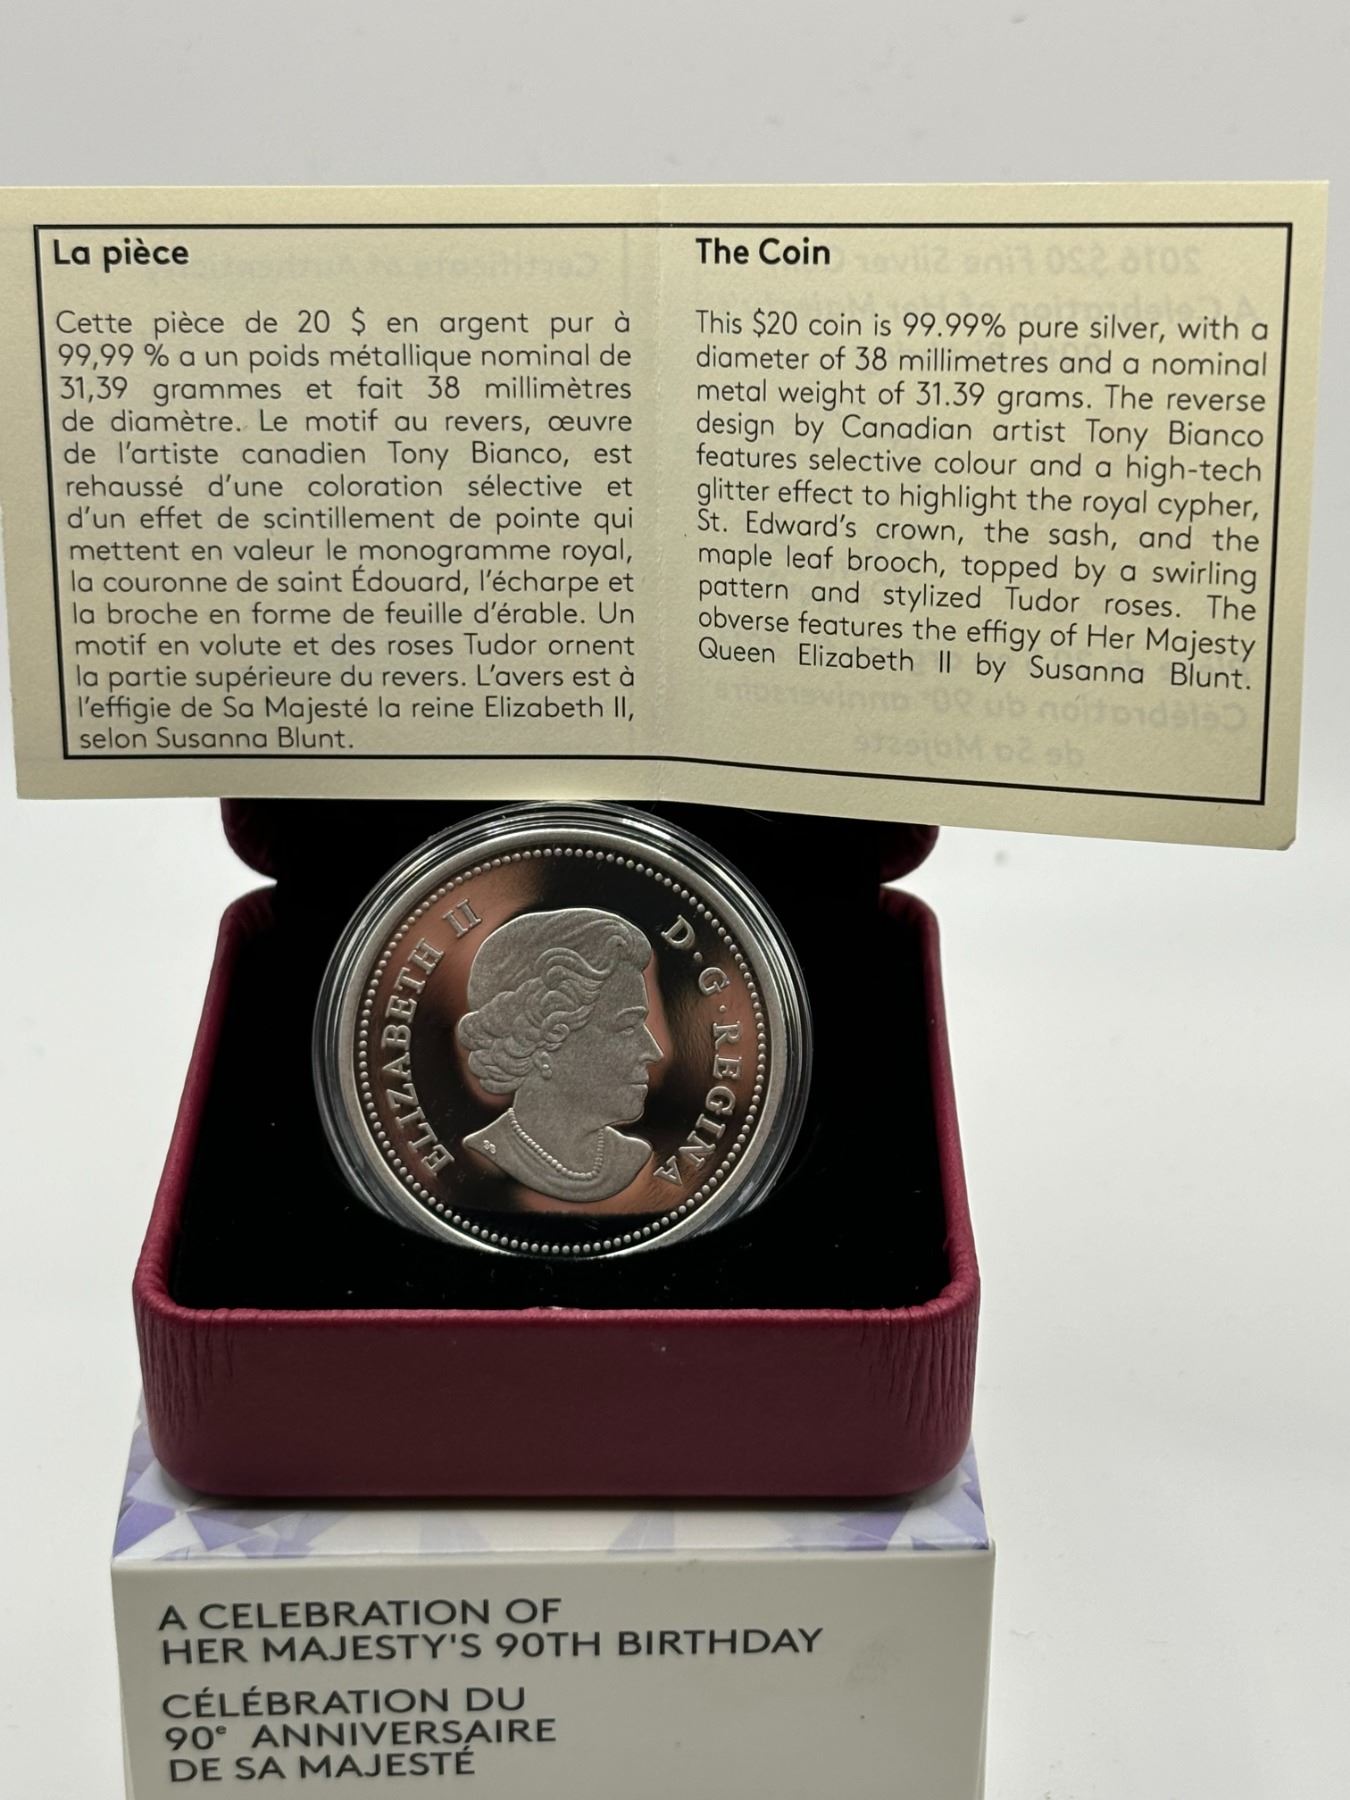 La pièce
Cette pièce de 20 $ en argent pur à
99,99 % a un poids métallique nominal de
31,39 grammes et fait 38 millimètres
de diamètre. Le motif au revers, œuvre
de l'artiste canadien Tony Bianco, est
rehaussé d'une coloration sélective et
d'un effet de scintillement de pointe qui
mettent en valeur le monogramme royal,
la couronne de saint Édouard, l'écharpe et
la broche en forme de feuille d'érable. Un
motif en volute et des roses Tudor ornent
la partie supérieure du revers. L'avers est à
l'effigie de Sa Majesté la reine Elizabeth II,
selon Susanna Blunt.
The Coin
This $20 coin is 99.99% pure silver, with a
diameter of 38 millimetres and a nominal
metal weight of 31.39 grams. The reverse
design by Canadian artist Tony Bianco
features selective colour and a high-tech
glitter effect to highlight the royal cypher,
St. Edward's crown, the sash, and the
maple leaf brooch, topped by a swirling
pattern and stylized Tudor roses. The
obverse features the effigy of Her Majesty
Queen Elizabeth II by Susanna Blunt.
ELIZABETH II D·G·REGINA
A CELEBRATION OF
HER MAJESTY'S 90TH BIRTHDAY
CÉLÉBRATION DU
90e ANNIVERSAIRE
DE SA MAJESTÉ